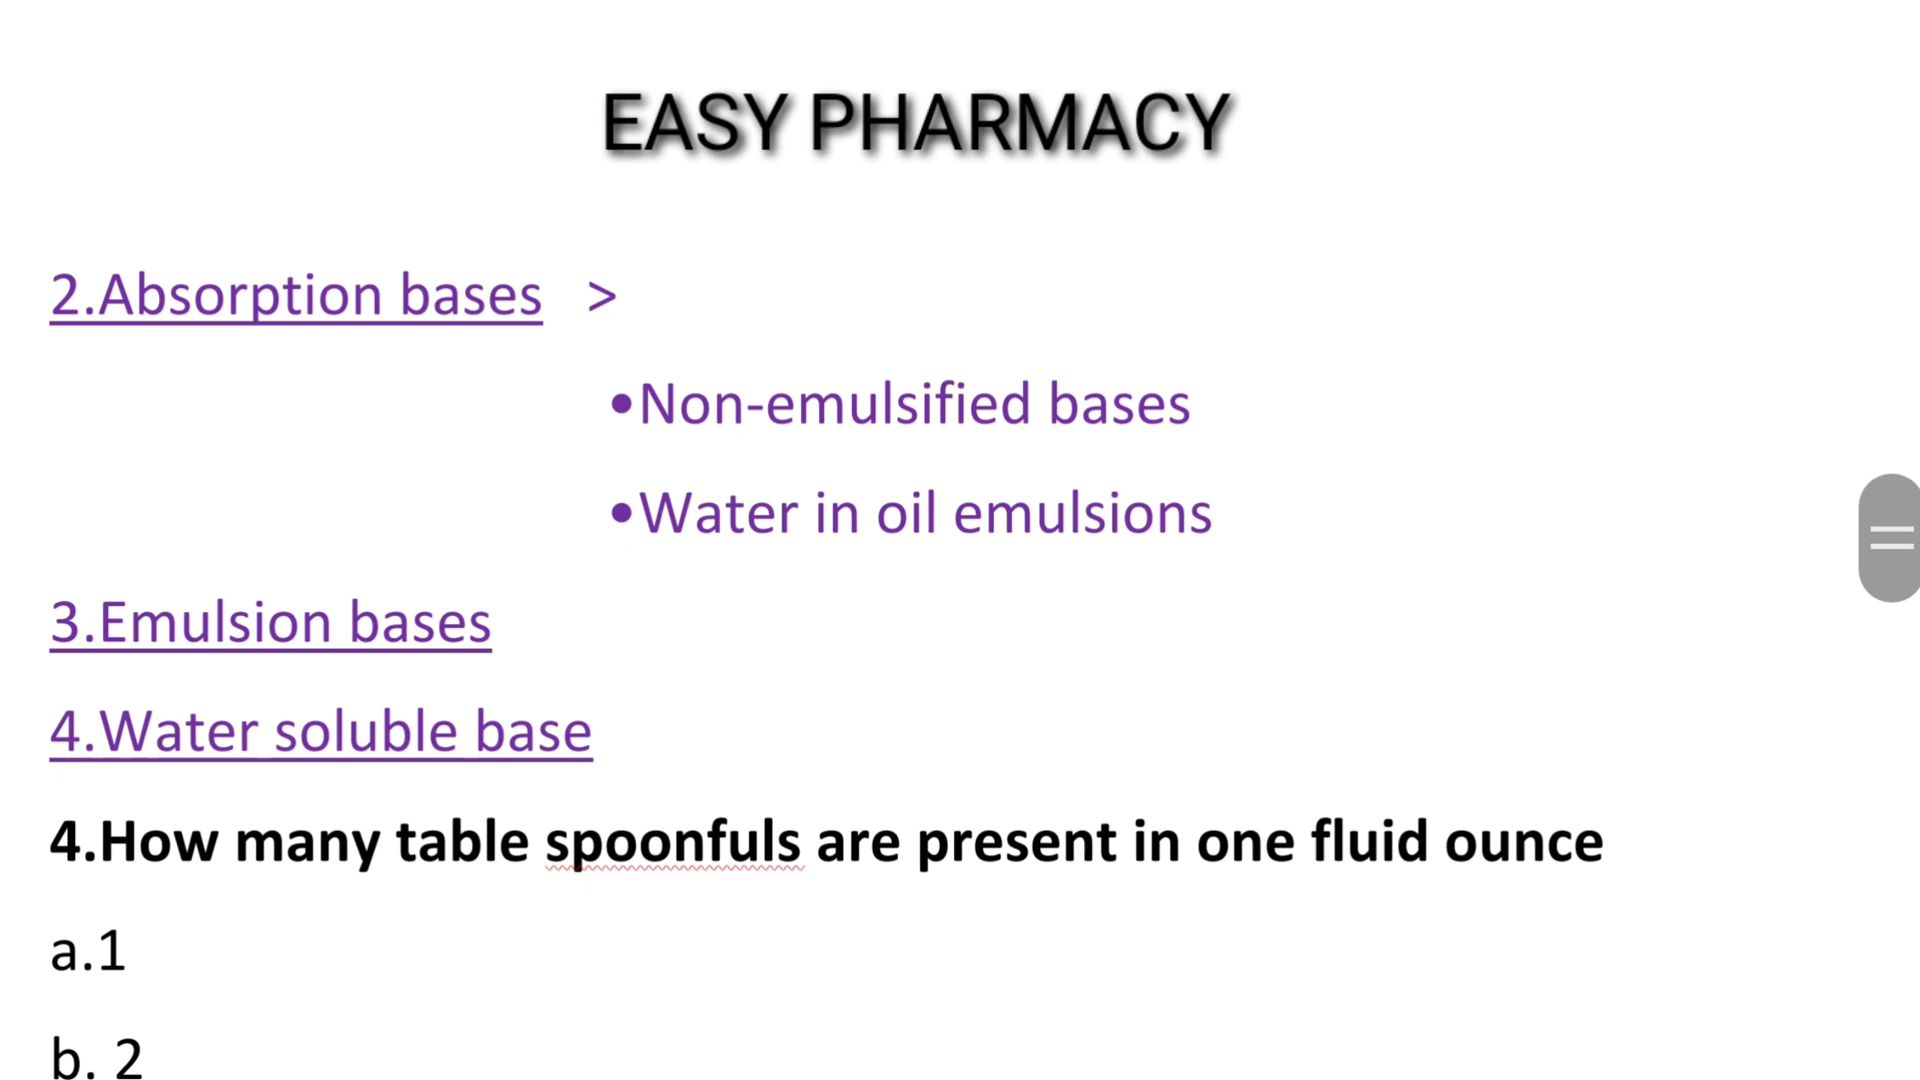 EASY PHARMACY
2.Absorption bases >
•Non-emulsified bases
•Water in oil emulsions
3.Emulsion bases
4.Water soluble base
4.How many table spoonfuls are present in one fluid ounce
a.1
b. 2